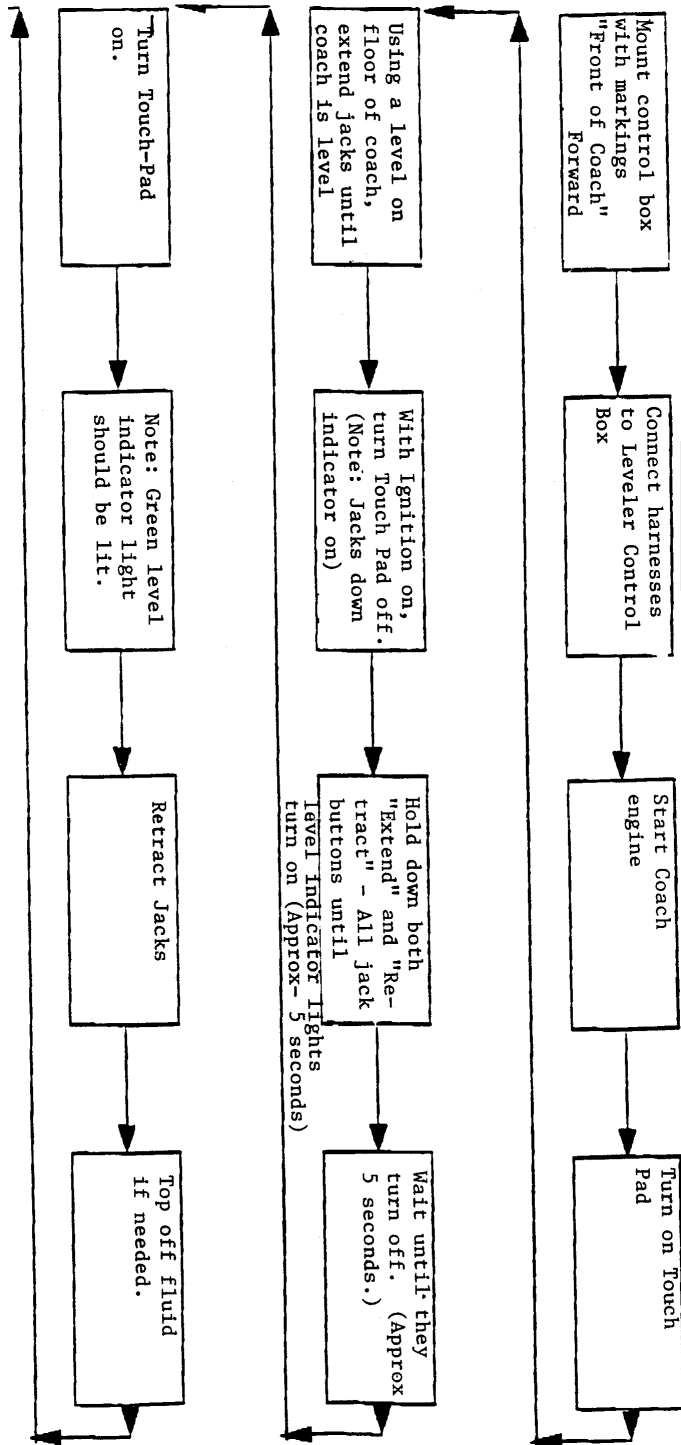 Mount control box
with markings
"Front of Coach"
Forward
Connect harnesses
to Leveler Control
Box
Start Coach
engine
Turn on Touch
Pad
Using a level on
floor of coach,
extend jacks until
coach is level
With Ignition on,
turn Touch Pad off.
(Note: Jacks down
indicator on)
Hold down both
"Extend" and "Re-
tract" - All jack
buttons until
level indicator lights
turn on (Approx- 5 seconds)
Wait until they
turn off. (Approx
5 seconds.)
Turn Touch-Pad
on.
Note: Green level
indicator light
should be lit.
Retract Jacks
Top off fluid
if needed.